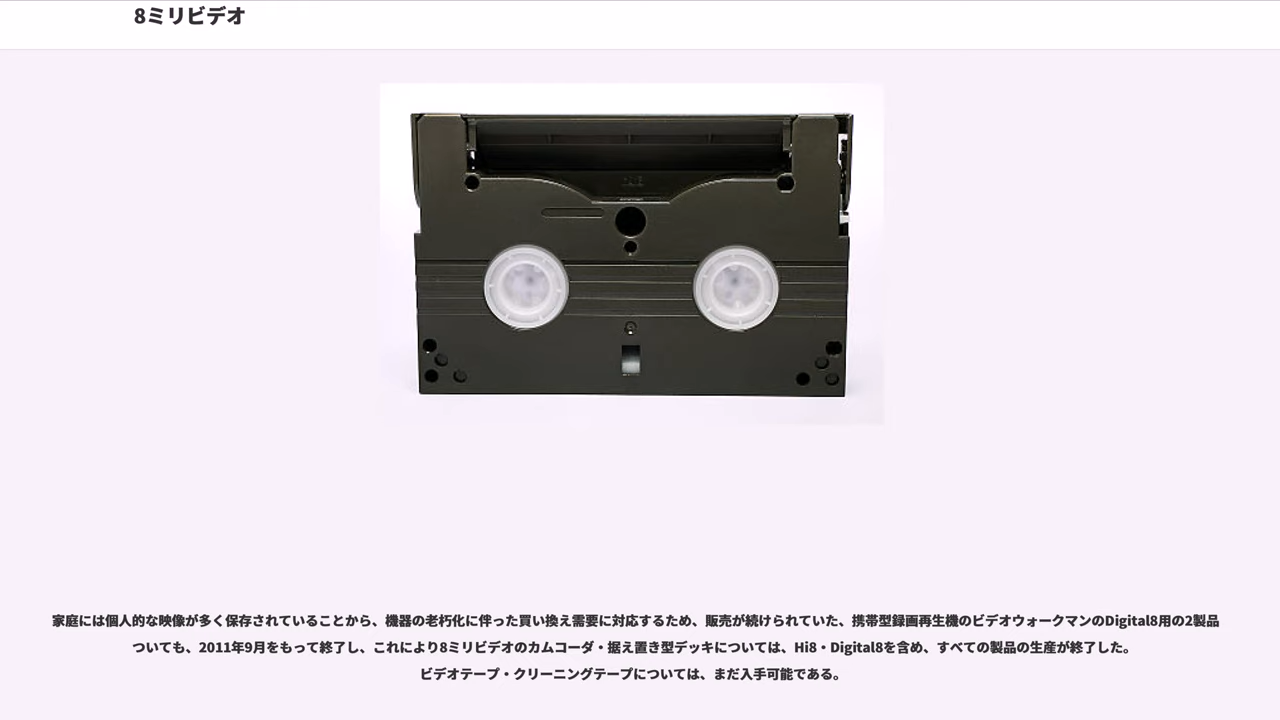 8ミリビデオ
家庭には個人的な映像が多く保存されていることから、機器の老朽化に伴った買い換え需要に対応するため、販売が続けられていた、携帯型録画再生機のビデオウォークマンのDigital8用の2製品
ついても、2011年9月をもって終了し、これにより8ミリビデオのカムコーダ・据え置き型デッキについては、Hi8・Digital8を含め、すべての製品の生産が終了した。
ビデオテープ・クリーニングテープについては、まだ入手可能である。